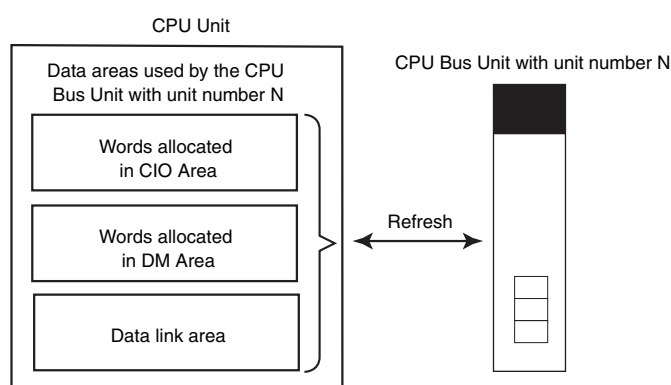 CPU Unit
Data areas used by the CPU
Bus Unit with unit number N
Words allocated
in CIO Area
Words allocated
in DM Area
Data link area
Refresh
CPU Bus Unit with unit number N